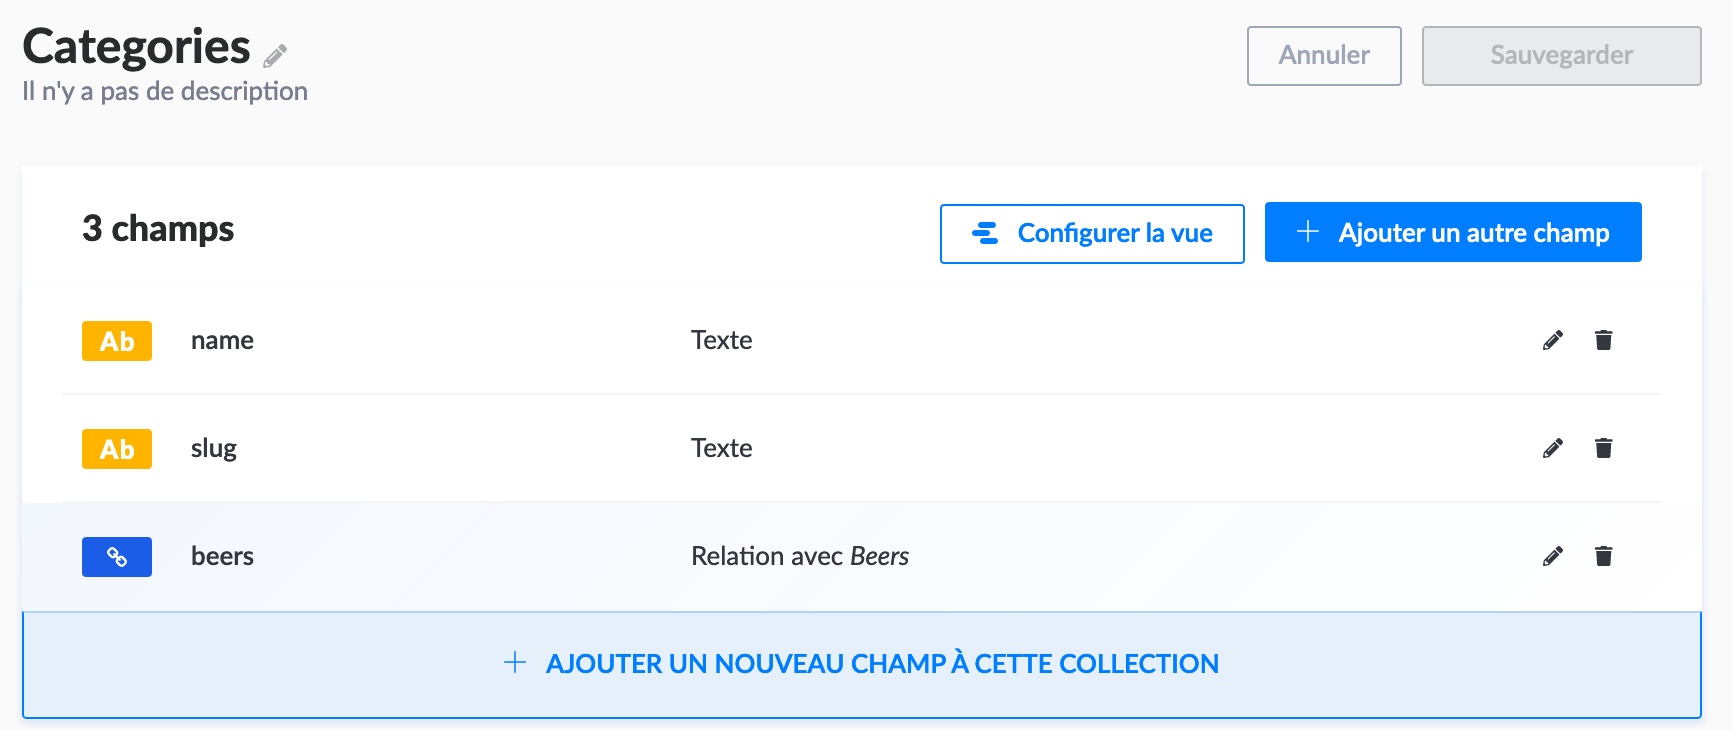 Categories
Il n'y a pas de description
Annuler
Sauvegarder
3 champs
Configurer la vue
Ajouter un autre champ
Ab name Texte
Ab slug Texte
beers Relation avec Beers
AJOUTER UN NOUVEAU CHAMP À CETTE COLLECTION